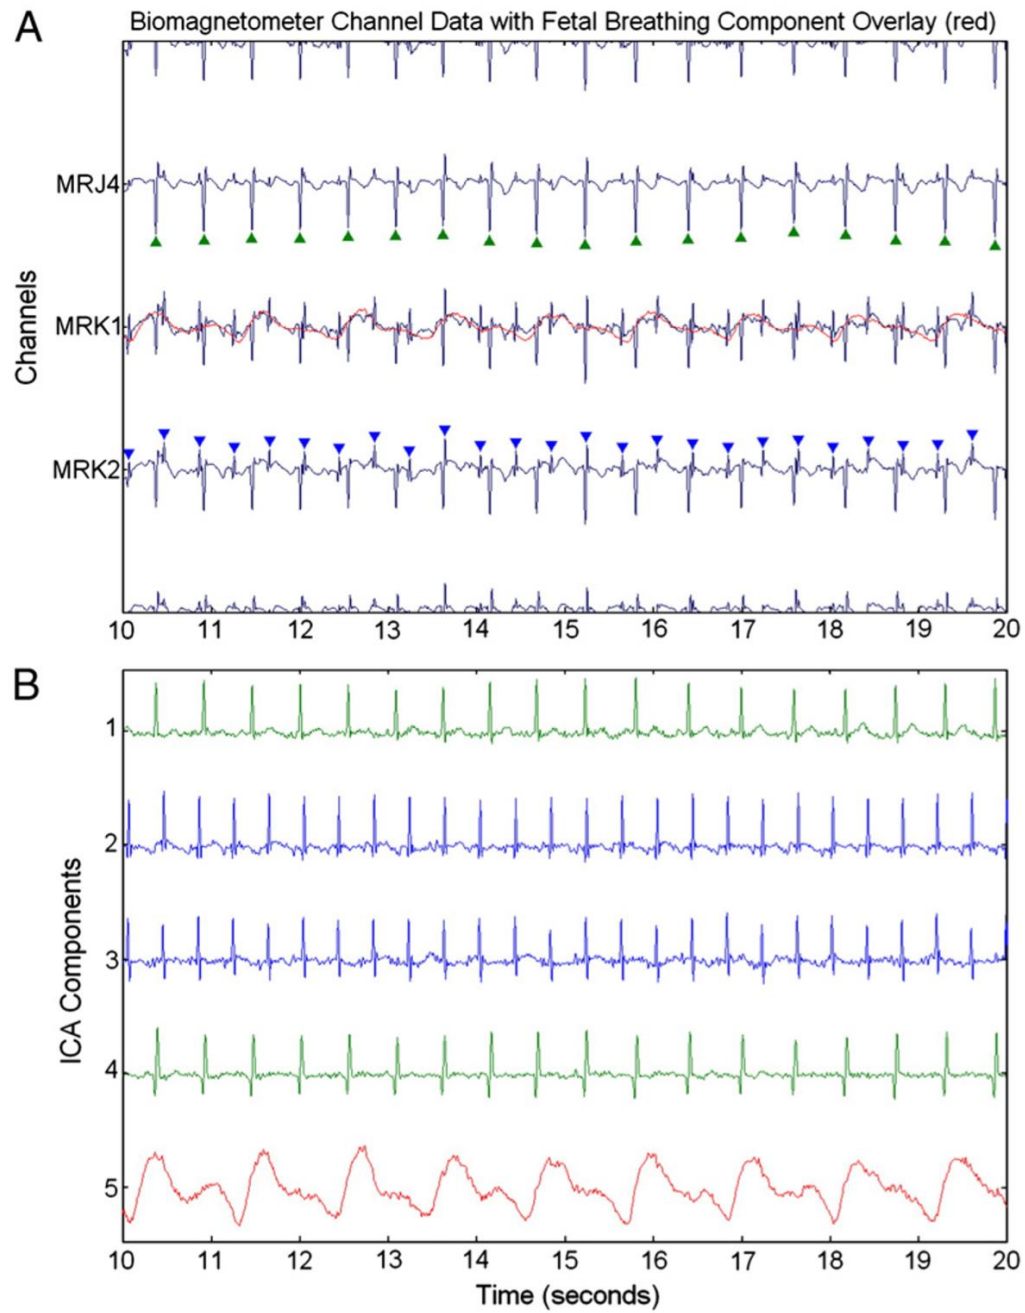 A
Biomagnetometer Channel Data with Fetal Breathing Component Overlay (red)
Channels
MRJ4
MRK1
MRK2
10 11 12 13 14 15 16 17 18 19 20
B
ICA Components
1
2
3
4
5
10 11 12 13 14 15 16 17 18 19 20
Time (seconds)